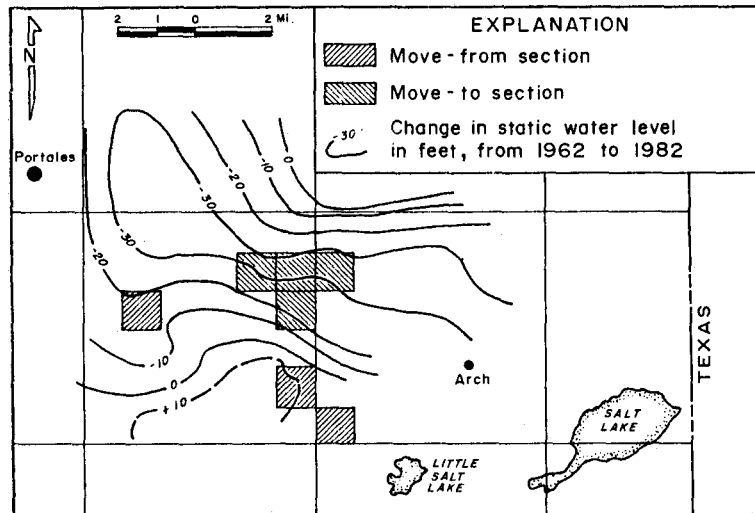 2 1 0 2 Mi.
N
EXPLANATION
Move-from section
Move-to section
-30
Change in static water level
in feet, from 1962 to 1982
Portales
0
-10
-20
-30
-30
-20
-10
0
+10
Arch
TEXAS
SALT
LAKE
LITTLE
SALT
LAKE